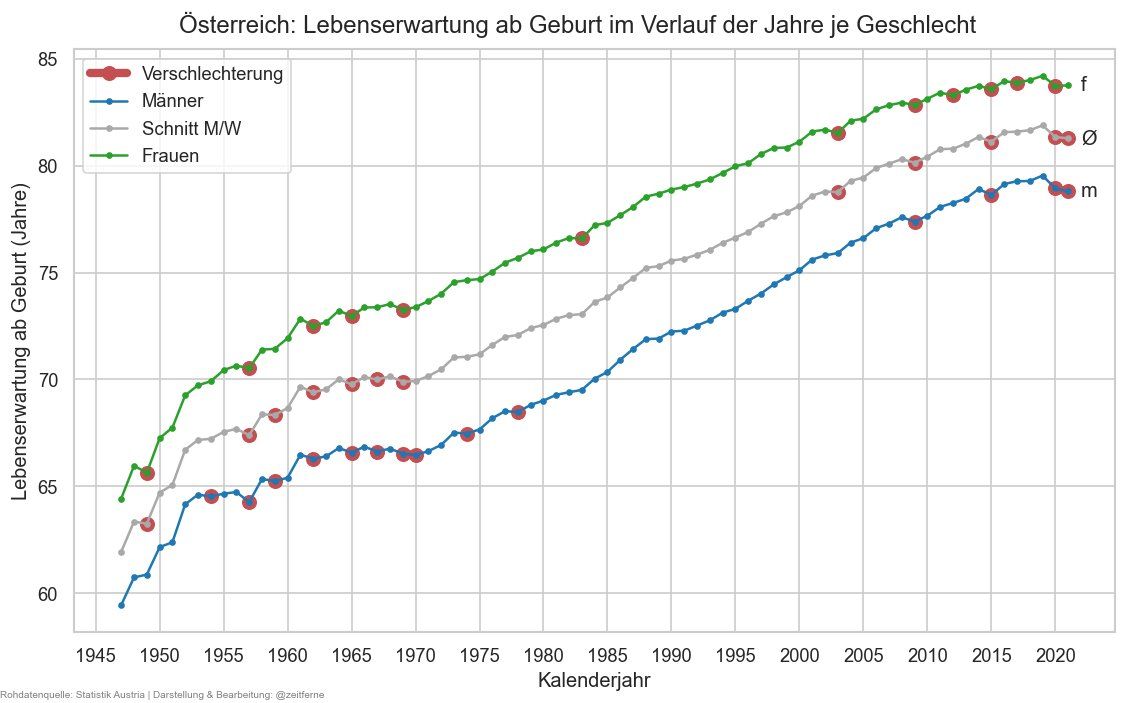 Österreich: Lebenserwartung ab Geburt im Verlauf der Jahre je Geschlecht
85
80
75
70
65
60
Lebenserwartung ab Geburt (Jahre)
Verschlechterung
Männer
Schnitt M/W
Frauen
f
Ø
m
1945 1950 1955 1960 1965 1970 1975 1980 1985 1990 1995 2000 2005 2010 2015 2020
Kalenderjahr
Rohdatenquelle: Statistik Austria | Darstellung & Bearbeitung: @zeitferne